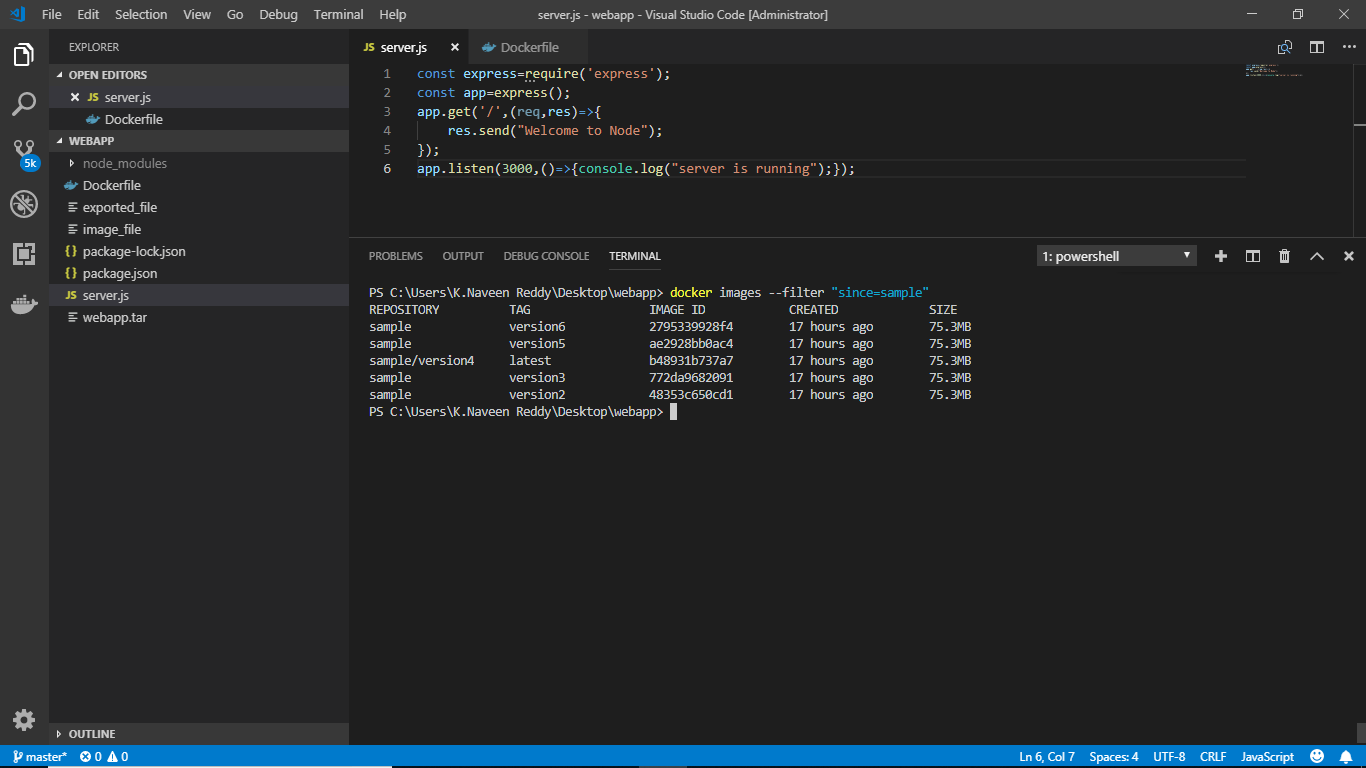 File Edit Selection View Go Debug Terminal Help server.js - webapp - Visual Studio Code [Administrator]
EXPLORER
OPEN EDITORS
JS server.js
Dockerfile
WEBAPP
node_modules
Dockerfile
exported_file
image_file
{} package-lock.json
{} package.json
JS server.js
webapp.tar
OUTLINE
5k
JS server.js Dockerfile
1 const express=require('express');
2 const app=express();
3 app.get('/',(req,res)=>{
4 res.send("Welcome to Node");
5 });
6 app.listen(3000,()=>{console.log("server is running");});
PROBLEMS OUTPUT DEBUG CONSOLE TERMINAL 1: powershell
PS C:\Users\K.Naveen Reddy\Desktop\webapp> docker images --filter "since=sample"
REPOSITORY TAG IMAGE ID CREATED SIZE
sample version6 2795339928f4 17 hours ago 75.3MB
sample version5 ae2928bb0ac4 17 hours ago 75.3MB
sample/version4 latest b48931b737a7 17 hours ago 75.3MB
sample version3 772da9682091 17 hours ago 75.3MB
sample version2 48353c650cd1 17 hours ago 75.3MB
PS C:\Users\K.Naveen Reddy\Desktop\webapp>
master* 0 0 Ln 6, Col 7 Spaces: 4 UTF-8 CRLF JavaScript